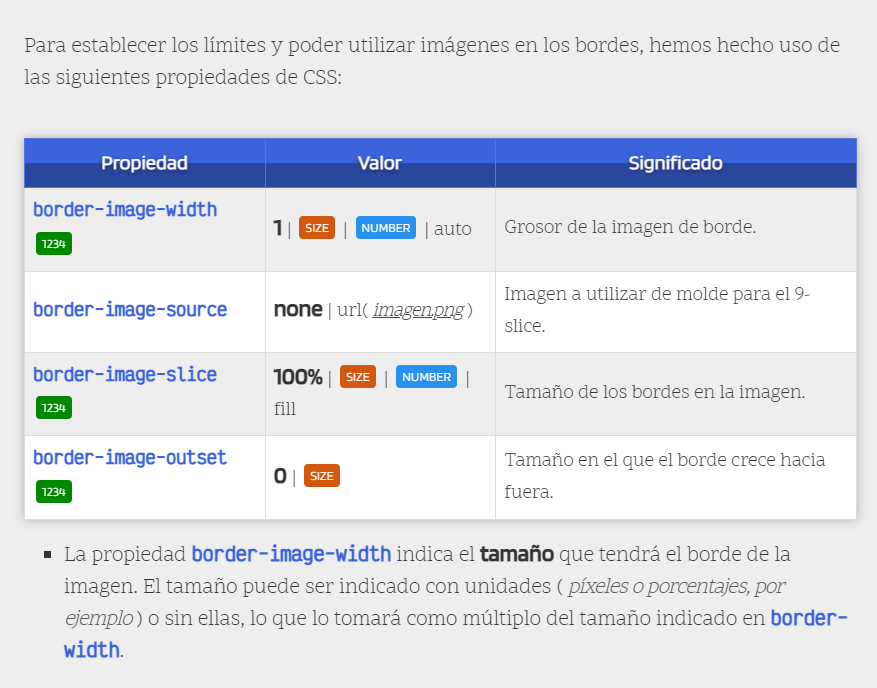 Para establecer los límites y poder utilizar imágenes en los bordes, hemos hecho uso de
las siguientes propiedades de CSS:
Propiedad Valor Significado
border-image-width
1234
1 | SIZE | NUMBER | auto
Grosor de la imagen de borde.
border-image-source
none | url( imagen.png )
Imagen a utilizar de molde para el 9-
slice.
border-image-slice
1234
100% | SIZE | NUMBER |
fill
Tamaño de los bordes en la imagen.
border-image-outset
1234
0 | SIZE
Tamaño en el que el borde crece hacia
fuera.
La propiedad border-image-width indica el tamaño que tendrá el borde de la
imagen. El tamaño puede ser indicado con unidades ( píxeles o porcentajes, por
ejemplo ) o sin ellas, lo que lo tomará como múltiplo del tamaño indicado en border-
width.